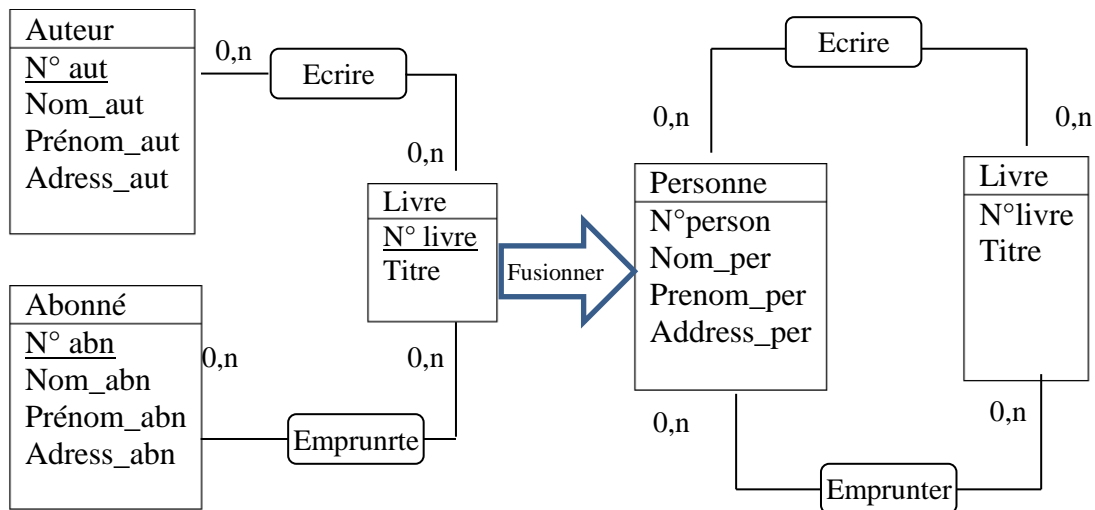 Auteur
N° aut
Nom_aut
Prénom_aut
Adress_aut
0,n
Ecrire
0,n
Livre
N° livre
Titre
Abonné
N° abn
Nom_abn
Prénom_abn
Adress_abn
0,n
0,n
Emprunrte
Fusionner
Ecrire
0,n
0,n
Personne
N°person
Nom_per
Prenom_per
Address_per
Livre
N°livre
Titre
0,n
0,n
Emprunter